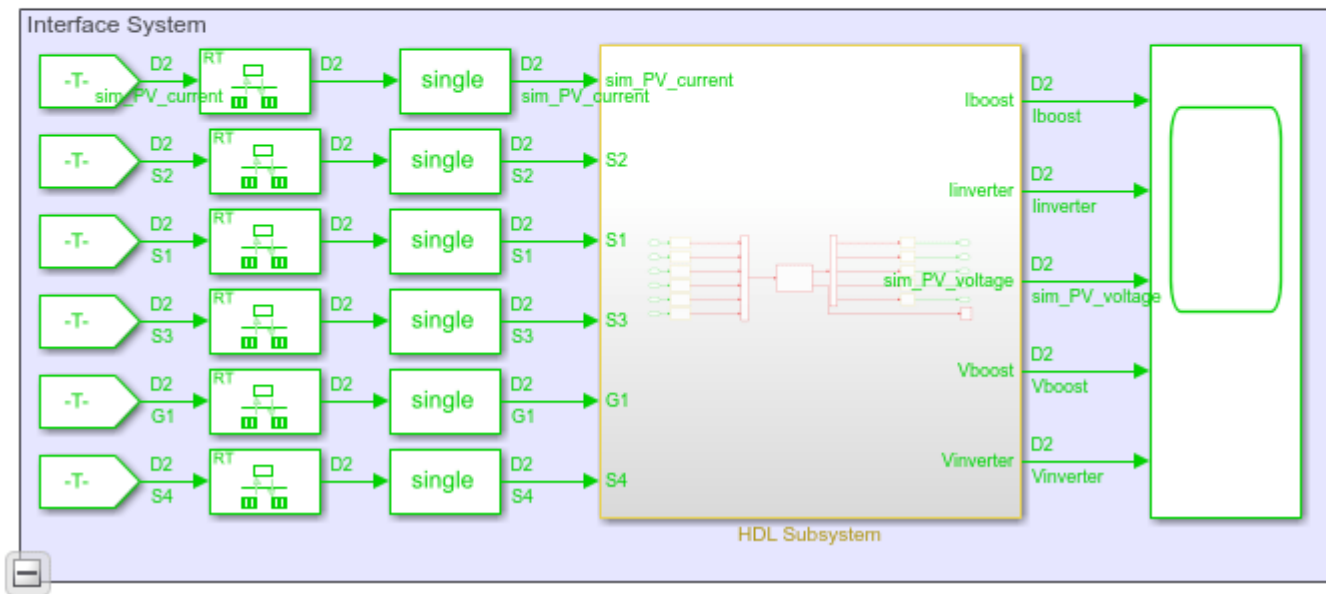 Interface System
-T- D2 sim_PV_current RT D2 single D2 sim_PV_current sim_PV_current
-T- D2 S2 RT D2 single D2 S2 S2
-T- D2 S1 RT D2 single D2 S1 S1
-T- D2 S3 RT D2 single D2 S3 S3
-T- D2 G1 RT D2 single D2 G1 G1
-T- D2 S4 RT D2 single D2 S4 S4
Iboost D2 Iboost
Iinverter D2 Iinverter
sim_PV_voltage D2 sim_PV_voltage
Vboost D2 Vboost
Vinverter D2 Vinverter
HDL Subsystem